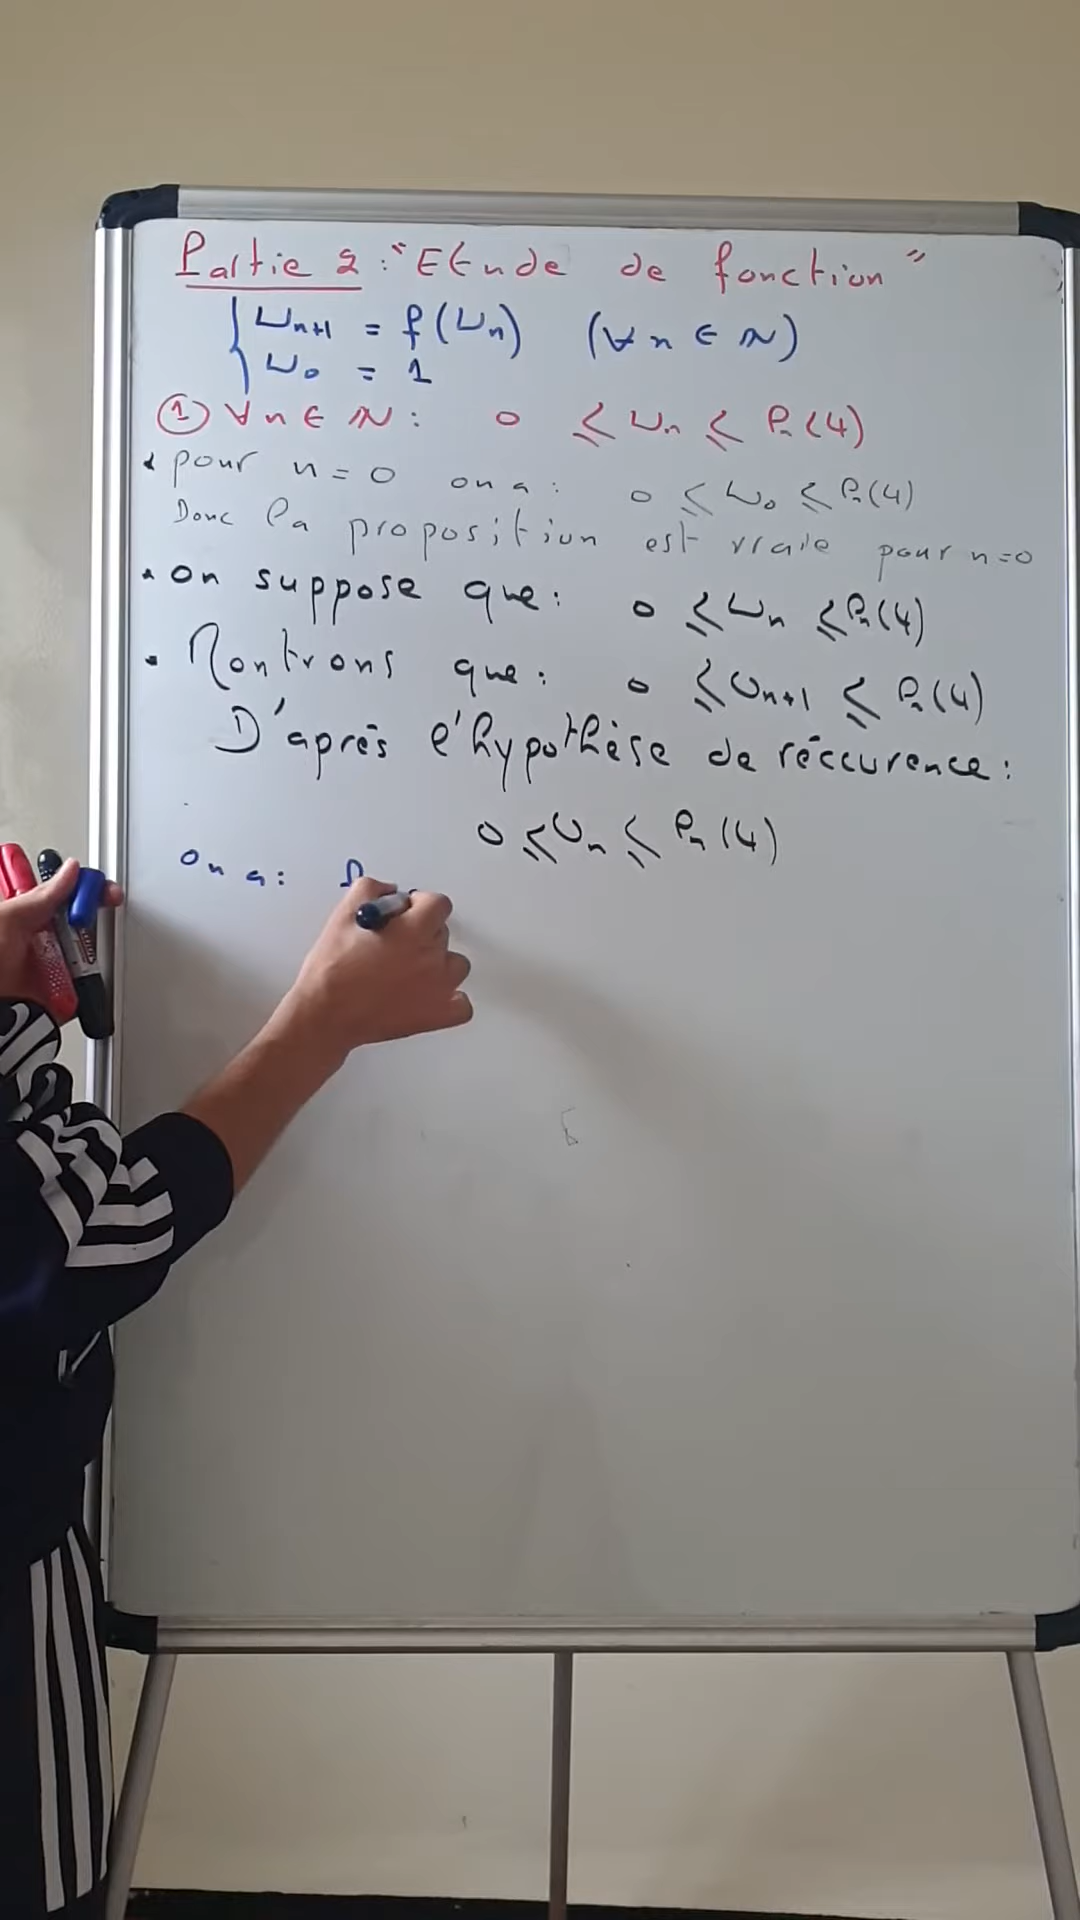 Partie 2 : "Etude de fonction"
Un+1 = f(Un) (∀ n ∈ ℕ)
U0 = 1
① ∀ n ∈ ℕ : 0 ≤ Un ≤ ln(4)
pour n = 0 on a : 0 ≤ U0 ≤ ln(4)
Donc la proposition est vraie pour n=0
• on suppose que : 0 ≤ Un ≤ ln(4)
• Montrons que : 0 ≤ Un+1 ≤ ln(4)
D'après l'hypothèse de réccurence :
0 ≤ Un ≤ ln(4)
on a :